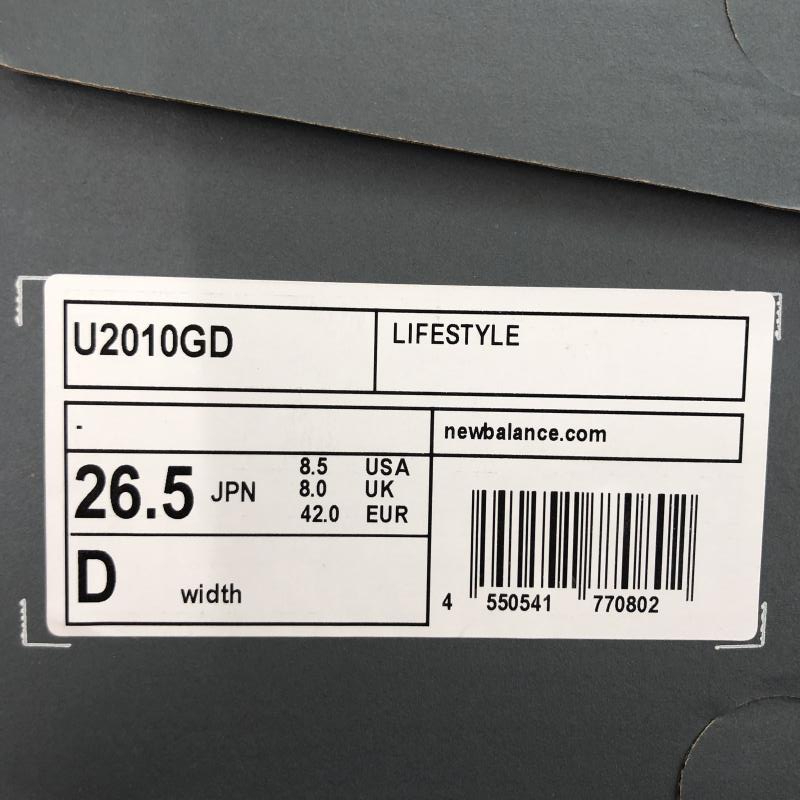 U2010GD
LIFESTYLE
-
newbalance.com
26.5 JPN
8.5 USA
8.0 UK
42.0 EUR
D width
4 550541 770802